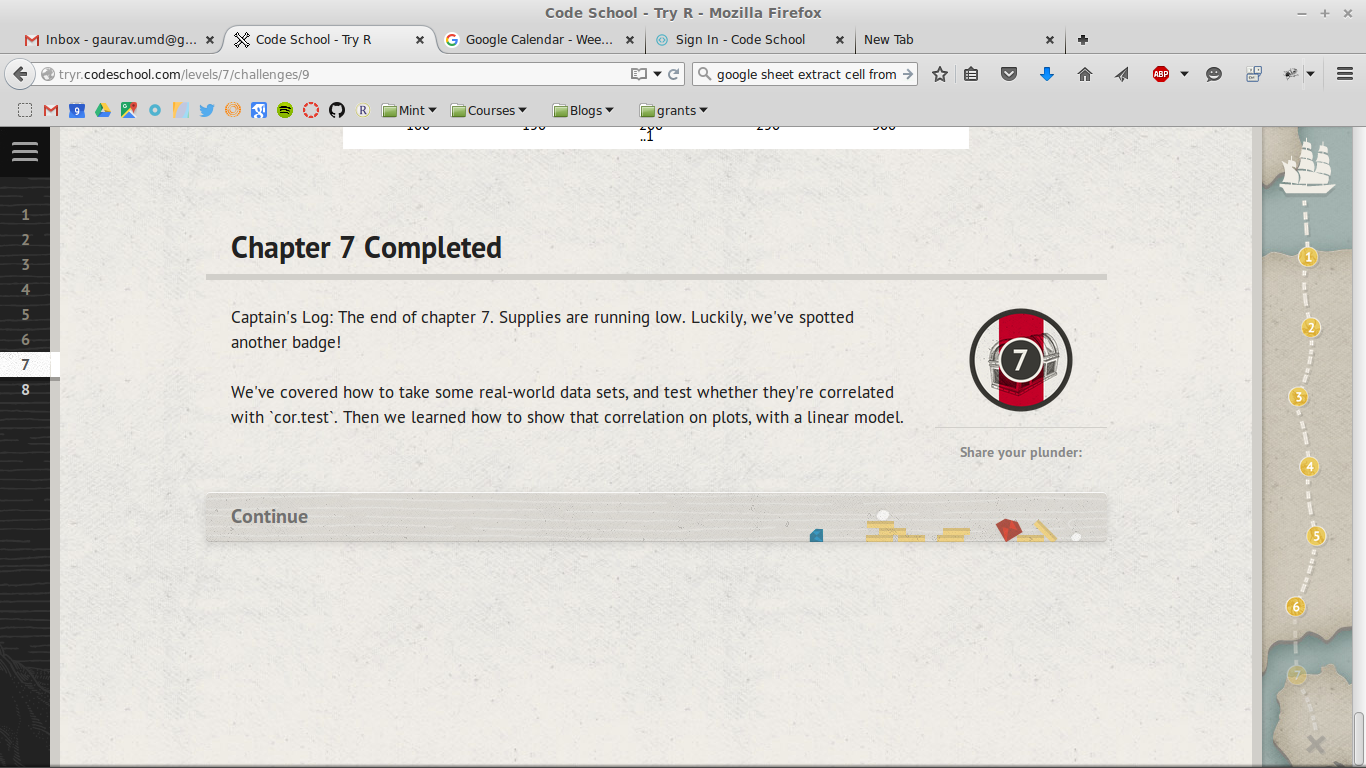 Code School - Try R - Mozilla Firefox
Inbox - gaurav.umd@g...
Code School - Try R
Google Calendar - Wee...
Sign In - Code School
New Tab
tryr.codeschool.com/levels/7/challenges/9
google sheet extract cell from
ABP
9
R
Mint
Courses
Blogs
grants
1
2
3
4
5
6
7
8
..1
Chapter 7 Completed
Captain's Log: The end of chapter 7. Supplies are running low. Luckily, we've spotted
another badge!
We've covered how to take some real-world data sets, and test whether they're correlated
with `cor.test`. Then we learned how to show that correlation on plots, with a linear model.
7
Share your plunder:
Continue
1
2
3
4
5
6
7